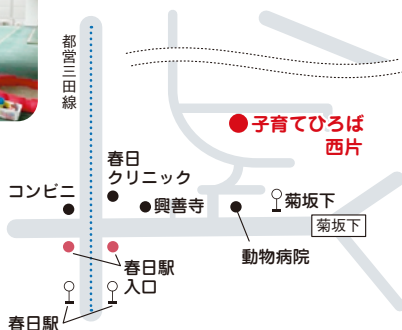 都営三田線
子育てひろば
西片
春日
クリニック
コンビニ
興善寺
菊坂下
菊坂下
動物病院
春日駅
入口
春日駅